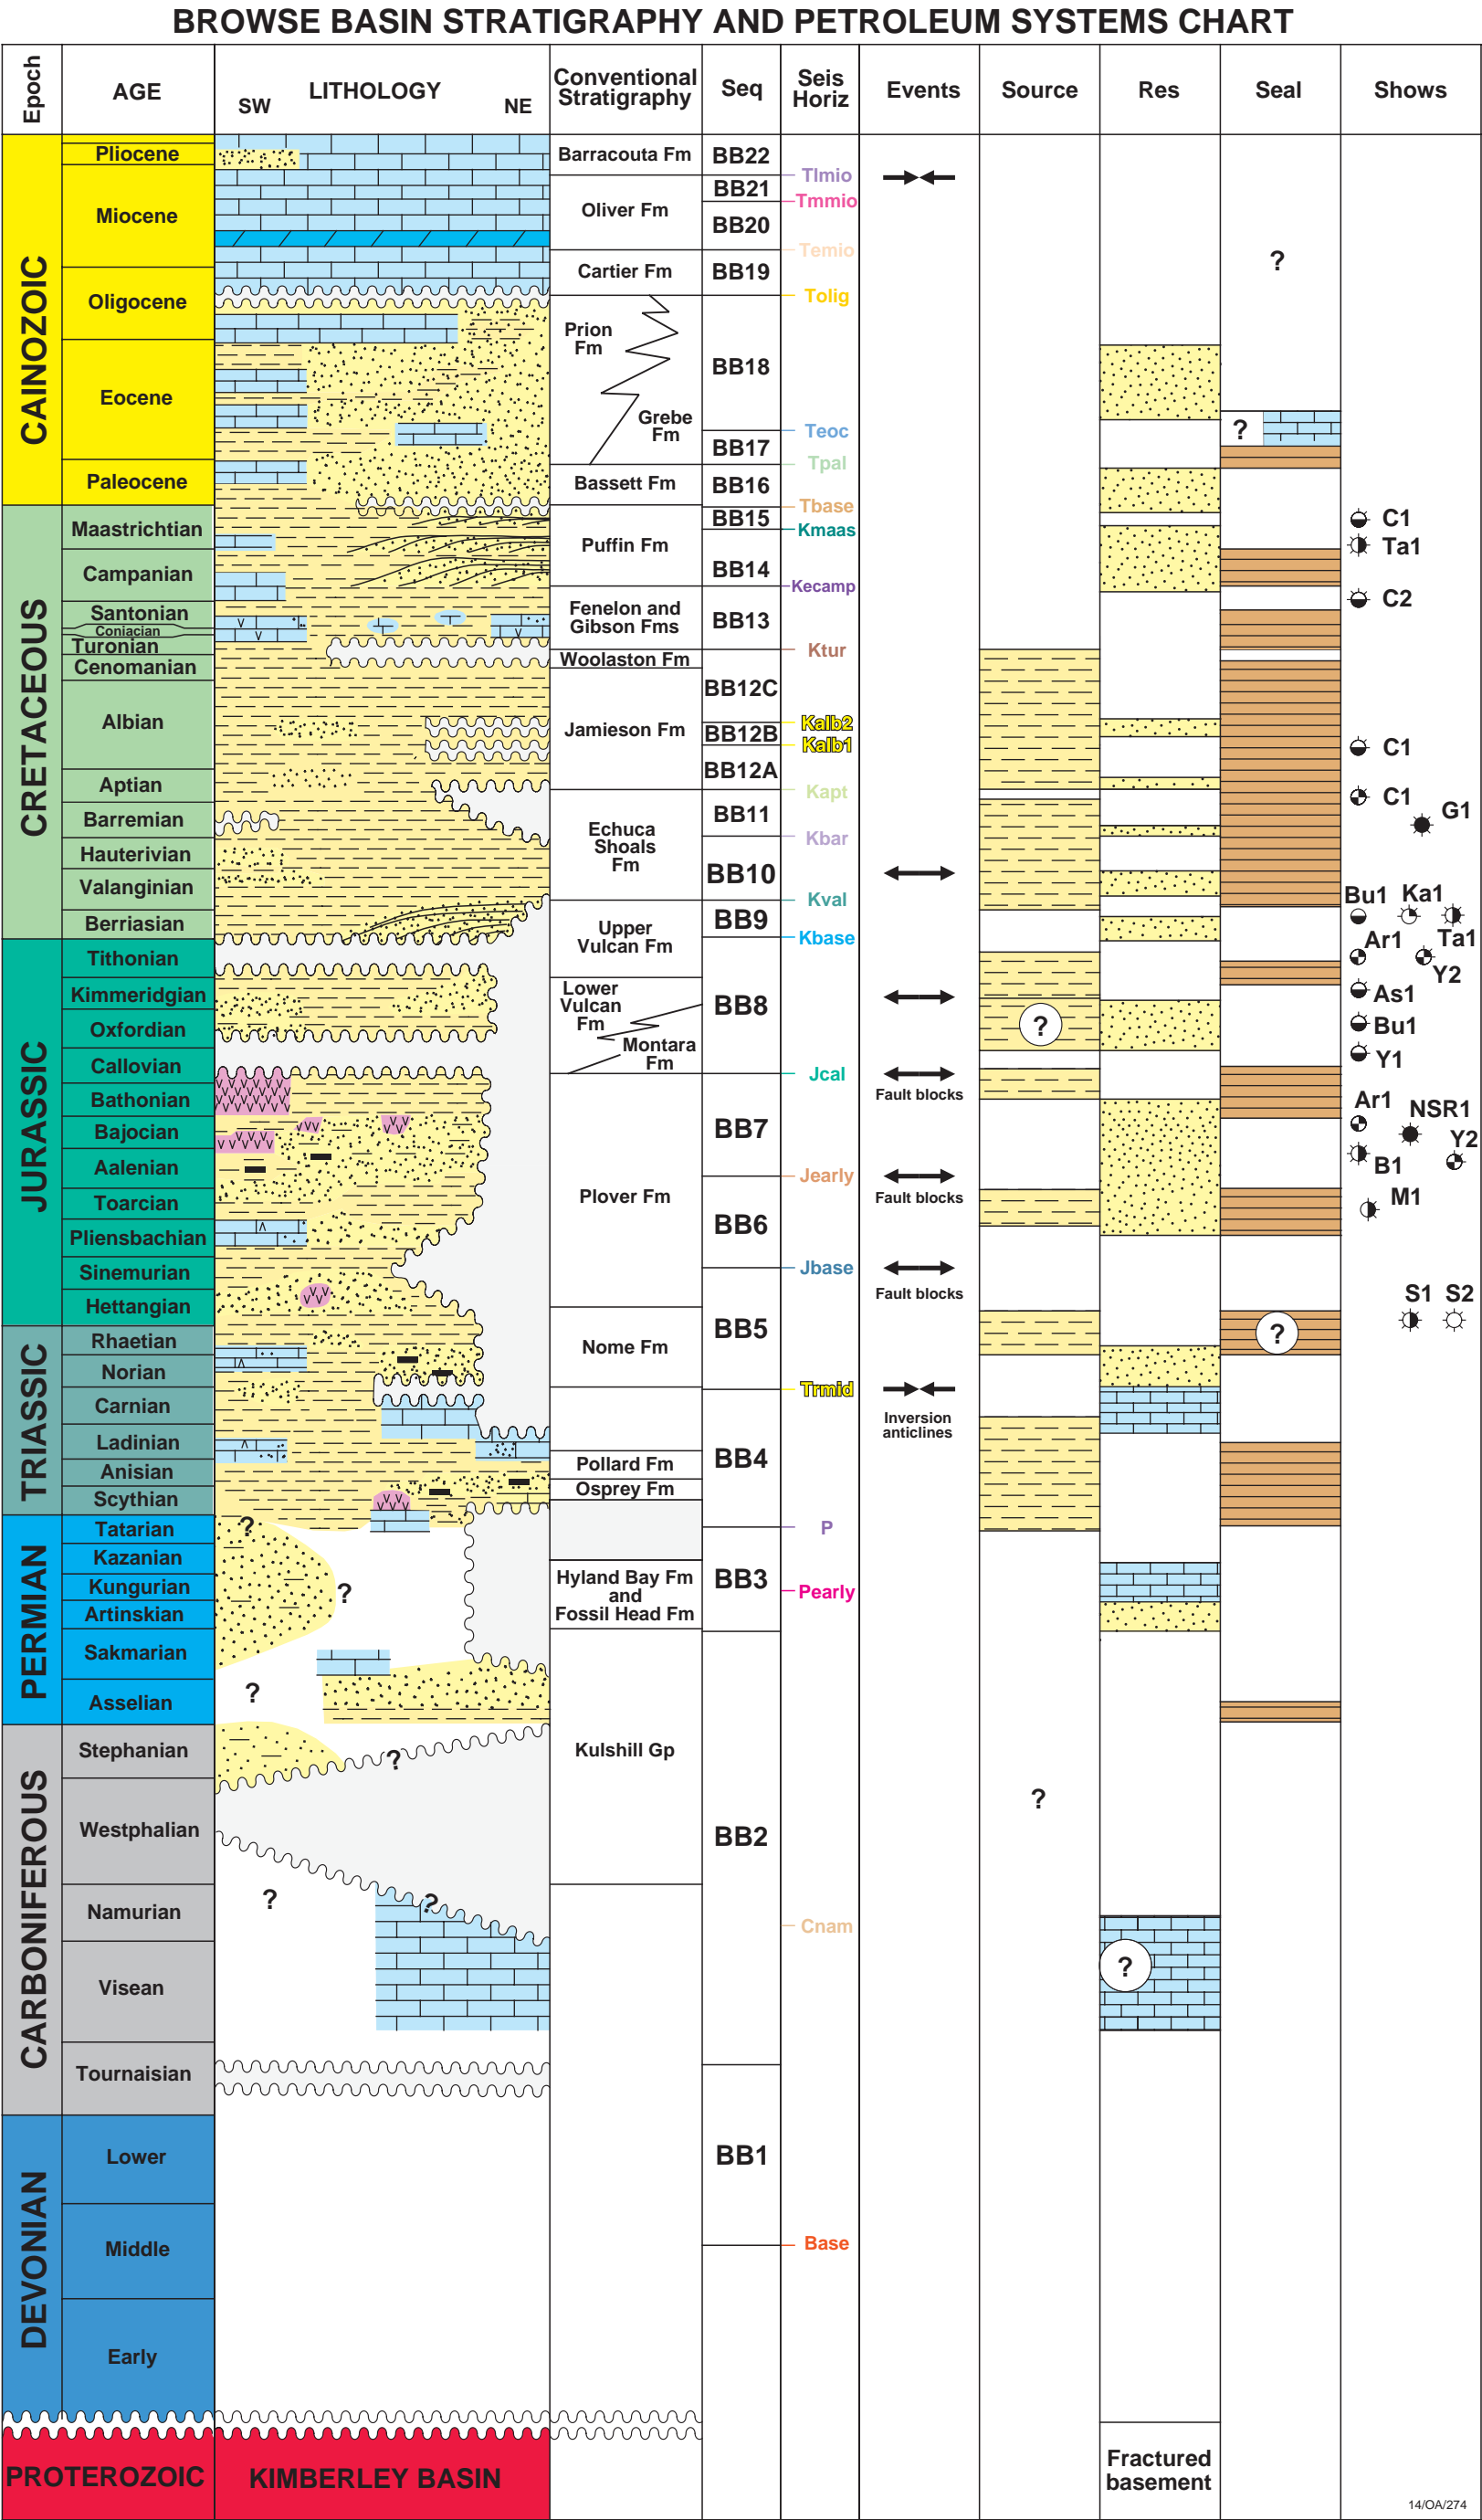 BROWSE BASIN STRATIGRAPHY AND PETROLEUM SYSTEMS CHART
Epoch
AGE
LITHOLOGY
SW
NE
Conventional
Stratigraphy
Seq
Seis
Horiz
Events
Source
Res
Seal
Shows
CAINOZOIC
Pliocene
Miocene
Oligocene
Eocene
Paleocene
CRETACEOUS
Maastrichtian
Campanian
Santonian
Coniacian
Turonian
Cenomanian
Albian
Aptian
Barremian
Hauterivian
Valanginian
Berriasian
JURASSIC
Tithonian
Kimmeridgian
Oxfordian
Callovian
Bathonian
Bajocian
Aalenian
Toarcian
Pliensbachian
Sinemurian
Hettangian
TRIASSIC
Rhaetian
Norian
Carnian
Ladinian
Anisian
Scythian
PERMIAN
Tatarian
Kazanian
Kungurian
Artinskian
Sakmarian
Asselian
CARBONIFEROUS
Stephanian
Westphalian
Namurian
Visean
Tournaisian
DEVONIAN
Lower
Middle
Early
PROTEROZOIC
KIMBERLEY BASIN
?
?
?
?
?
?
Barracouta Fm
Oliver Fm
Cartier Fm
Prion
Fm
Grebe
Fm
Bassett Fm
Puffin Fm
Fenelon and
Gibson Fms
Woolaston Fm
Jamieson Fm
Echuca
Shoals
Fm
Upper
Vulcan Fm
Lower
Vulcan
Fm
Montara
Fm
Plover Fm
Nome Fm
Pollard Fm
Osprey Fm
Hyland Bay Fm
and
Fossil Head Fm
Kulshill Gp
BB22
BB21
BB20
BB19
BB18
BB17
BB16
BB15
BB14
BB13
BB12C
BB12B
BB12A
BB11
BB10
BB9
BB8
BB7
BB6
BB5
BB4
BB3
BB2
BB1
Tlmio
Tmmio
Temio
Tolig
Teoc
Tpal
Tbase
Kmaas
Kecamp
Ktur
Kalb2
Kalb1
Kapt
Kbar
Kval
Kbase
Jcal
Jearly
Jbase
Trmid
P
Pearly
Cnam
Base
Fault blocks
Fault blocks
Fault blocks
Inversion
anticlines
?
?
?
Fractured
basement
?
?
?
C1
Ta1
C2
C1
C1
G1
Bu1 Ka1
Ta1
Ar1
Y2
As1
Bu1
Y1
Ar1 NSR1
Y2
B1
M1
S1 S2
14/OA/274